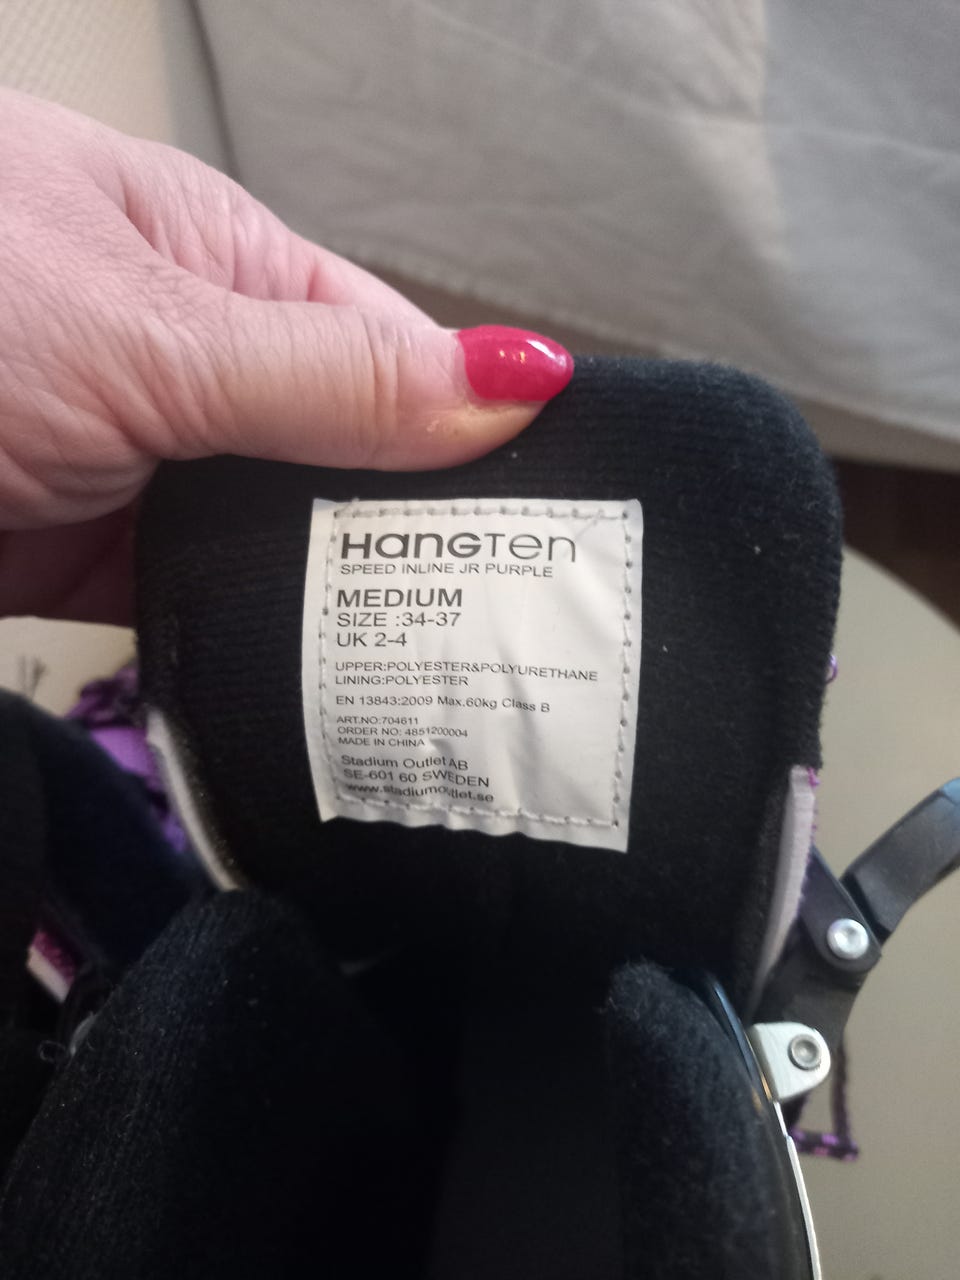 HangTen
SPEED INLINE JR PURPLE
MEDIUM
SIZE :34-37
UK 2-4
UPPER:POLYESTER&POLYURETHANE
LINING:POLYESTER
EN 13843:2009 Max.60kg Class B
ART.NO:704611
ORDER NO: 4851200004
MADE IN CHINA
Stadium Outlet AB
SE-601 60 SWEDEN
www.stadiumoutlet.se